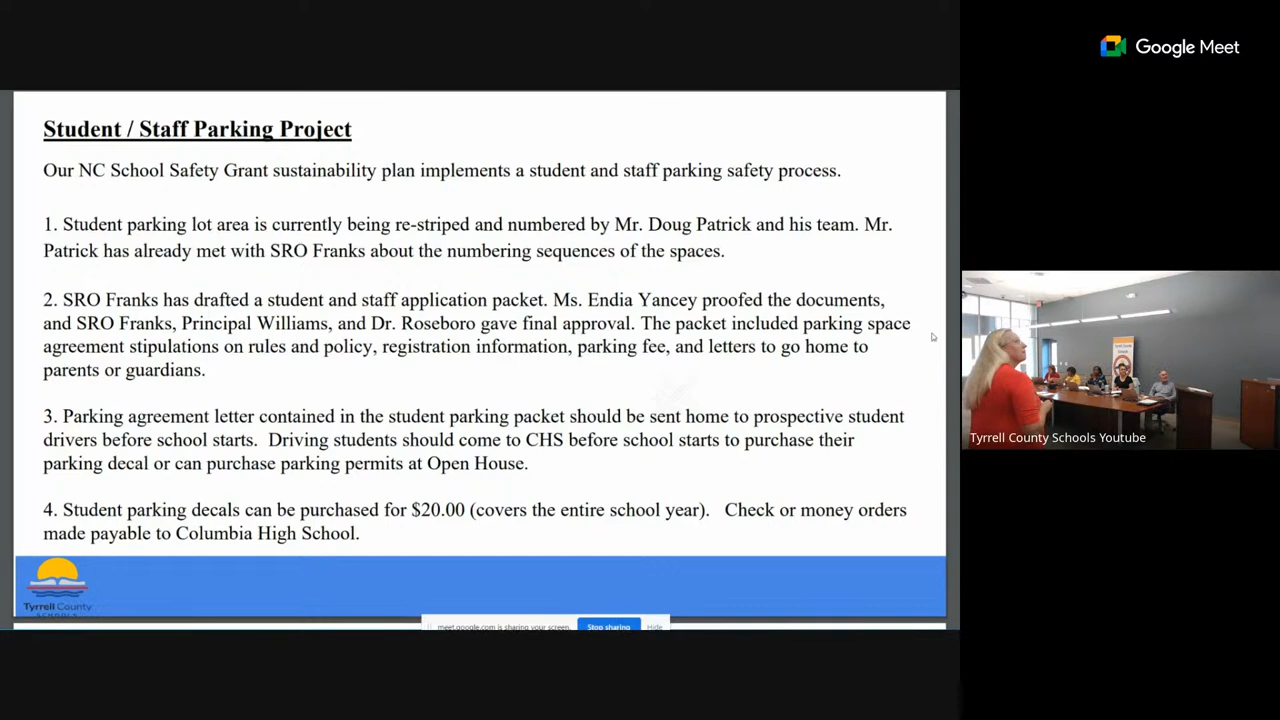 Google Meet
Student / Staff Parking Project
Our NC School Safety Grant sustainability plan implements a student and staff parking safety process.
1. Student parking lot area is currently being re-striped and numbered by Mr. Doug Patrick and his team. Mr.
Patrick has already met with SRO Franks about the numbering sequences of the spaces.
2. SRO Franks has drafted a student and staff application packet. Ms. Endia Yancey proofed the documents,
and SRO Franks, Principal Williams, and Dr. Roseboro gave final approval. The packet included parking space
agreement stipulations on rules and policy, registration information, parking fee, and letters to go home to
parents or guardians.
3. Parking agreement letter contained in the student parking packet should be sent home to prospective student
drivers before school starts.  Driving students should come to CHS before school starts to purchase their
parking decal or can purchase parking permits at Open House.
4. Student parking decals can be purchased for $20.00 (covers the entire school year).   Check or money orders
made payable to Columbia High School.
Tyrrell County
SCHOOLS
meet.google.com is sharing your screen.
Stop sharing
Hide
Tyrrell County Schools Youtube